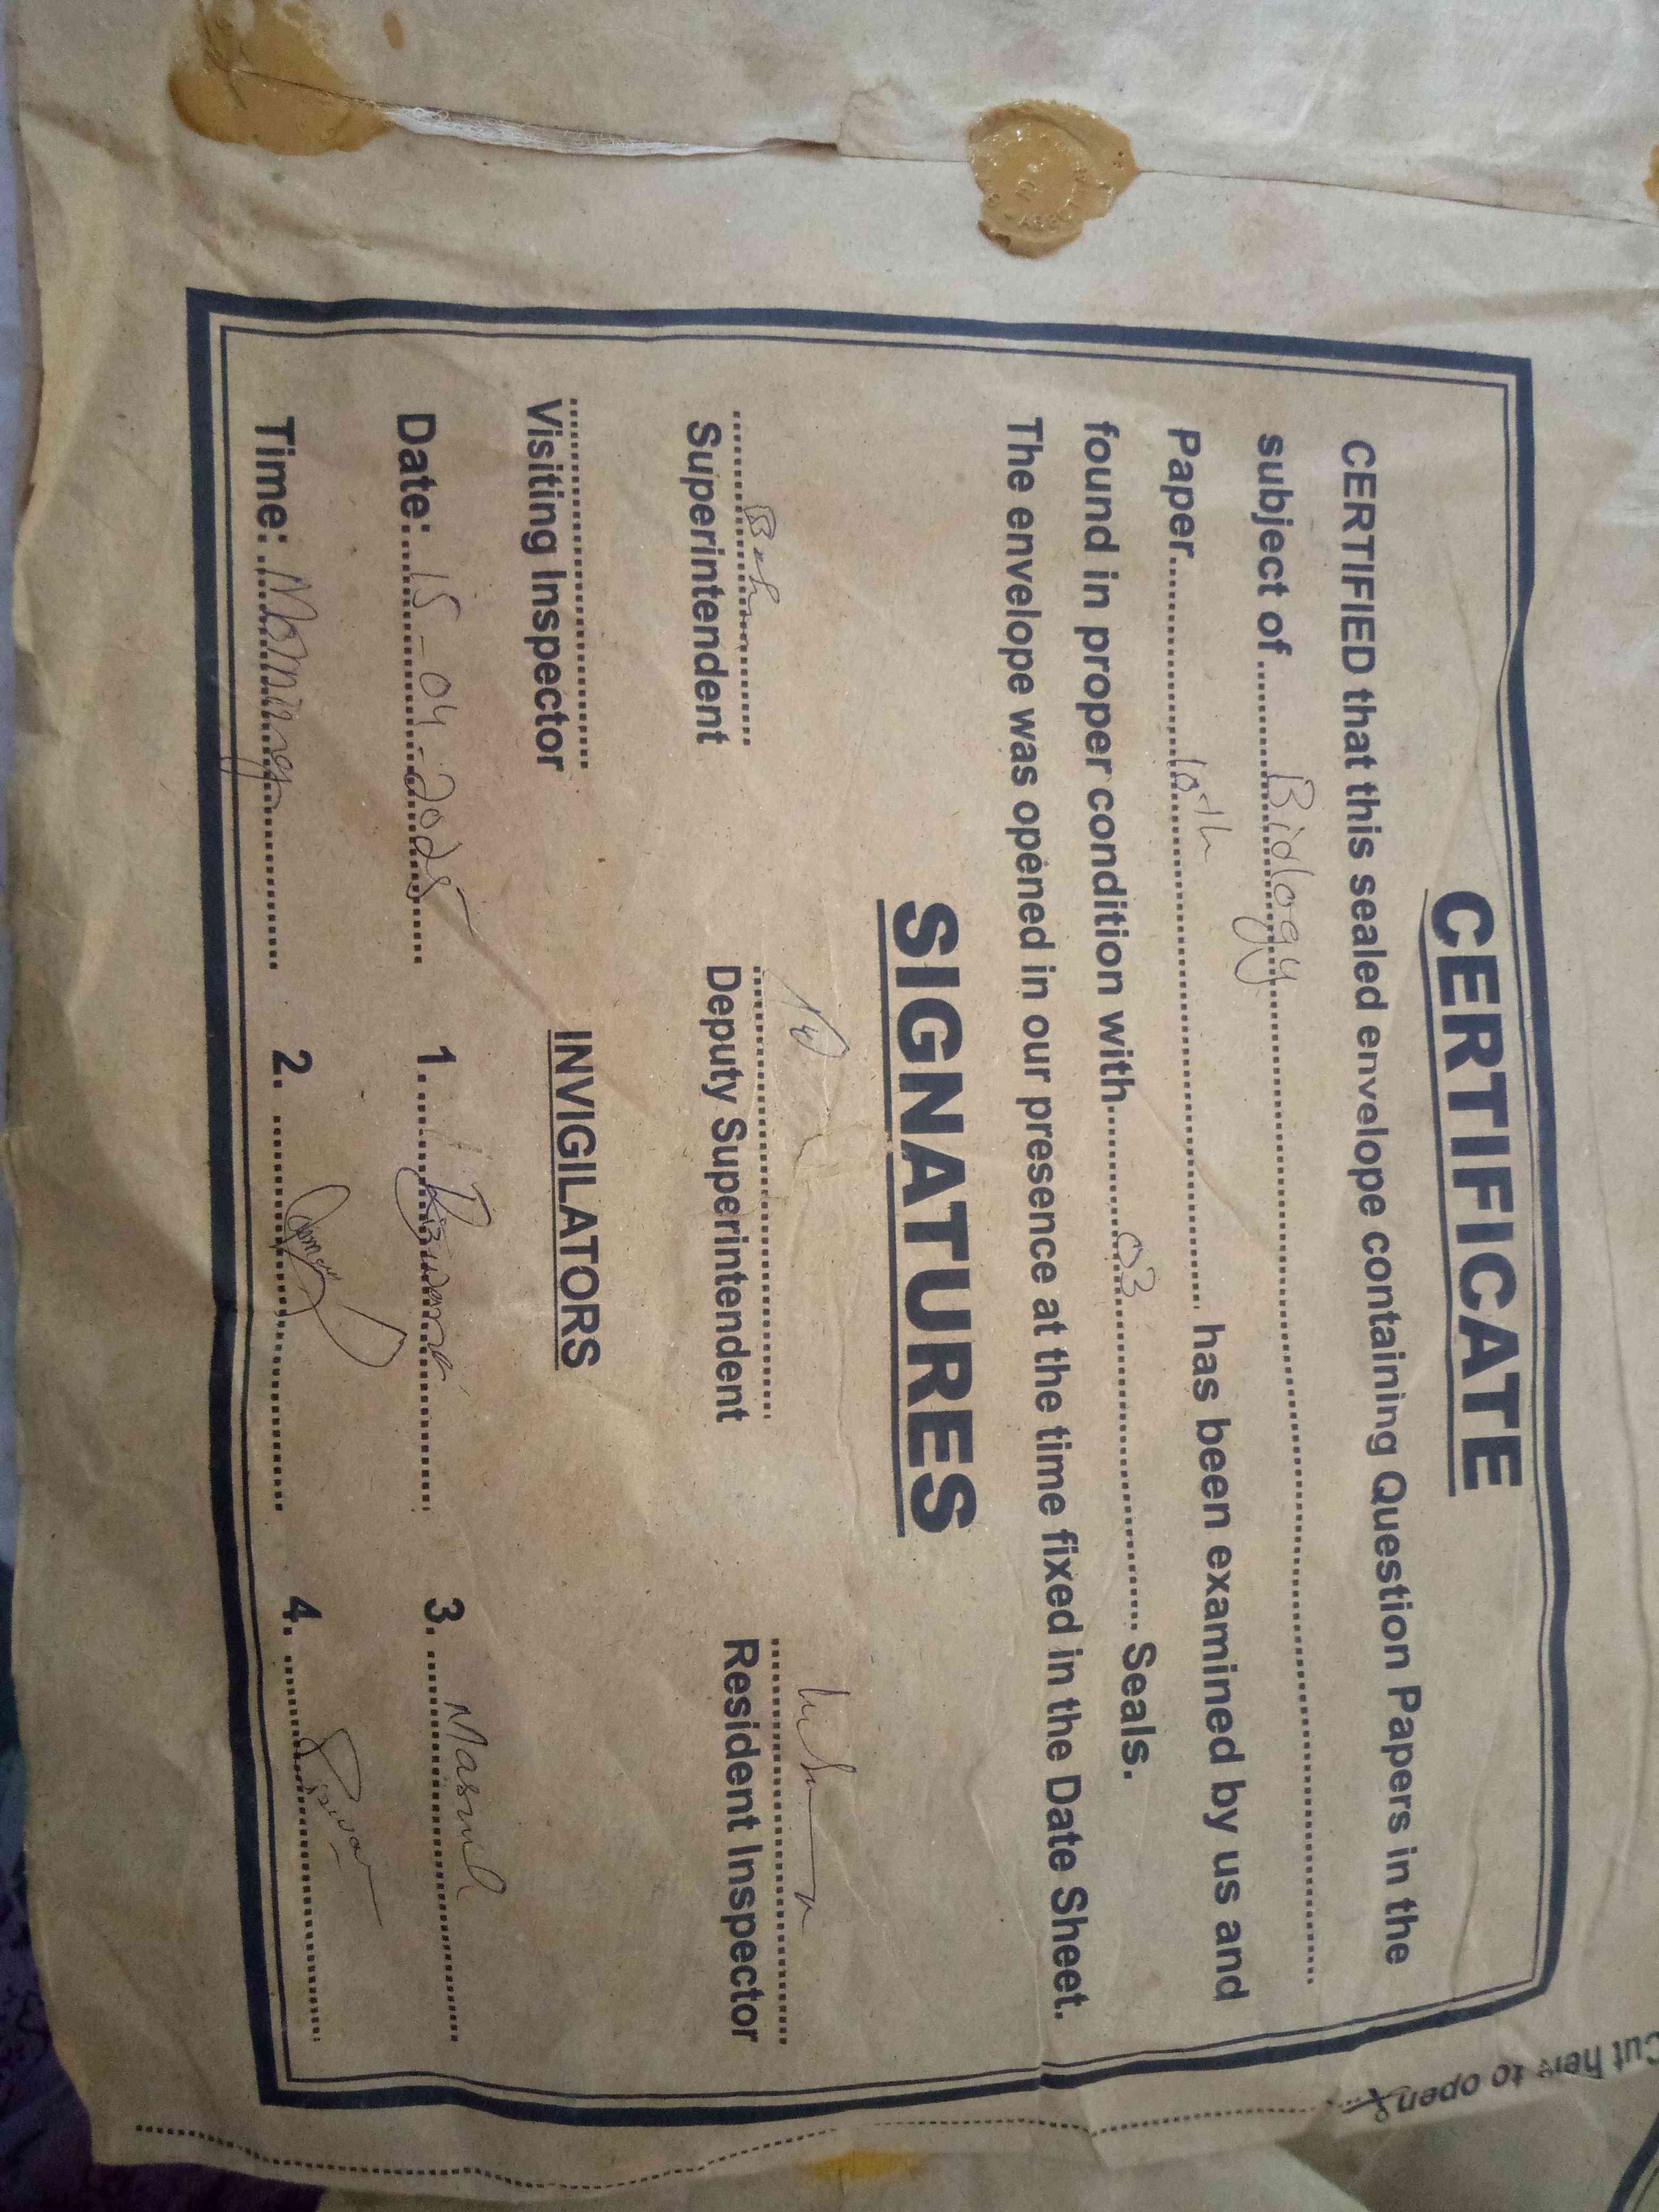 CERTIFICATE
CERTIFIED that this sealed envelope containing Question Papers in the
subject of ........ Biology ........
Paper ........ 10th ........ has been examined by us and
found in proper condition with ........ 03 ........ Seals.
The envelope was opened in our presence at the time fixed in the Date Sheet.
SIGNATURES
Superintendent Deputy Superintendent Resident Inspector
Visiting Inspector INVIGILATORS
Date: 15-04-2025 1. Rizwana 3.
Time: Morning 2. 4.
Cut here to open